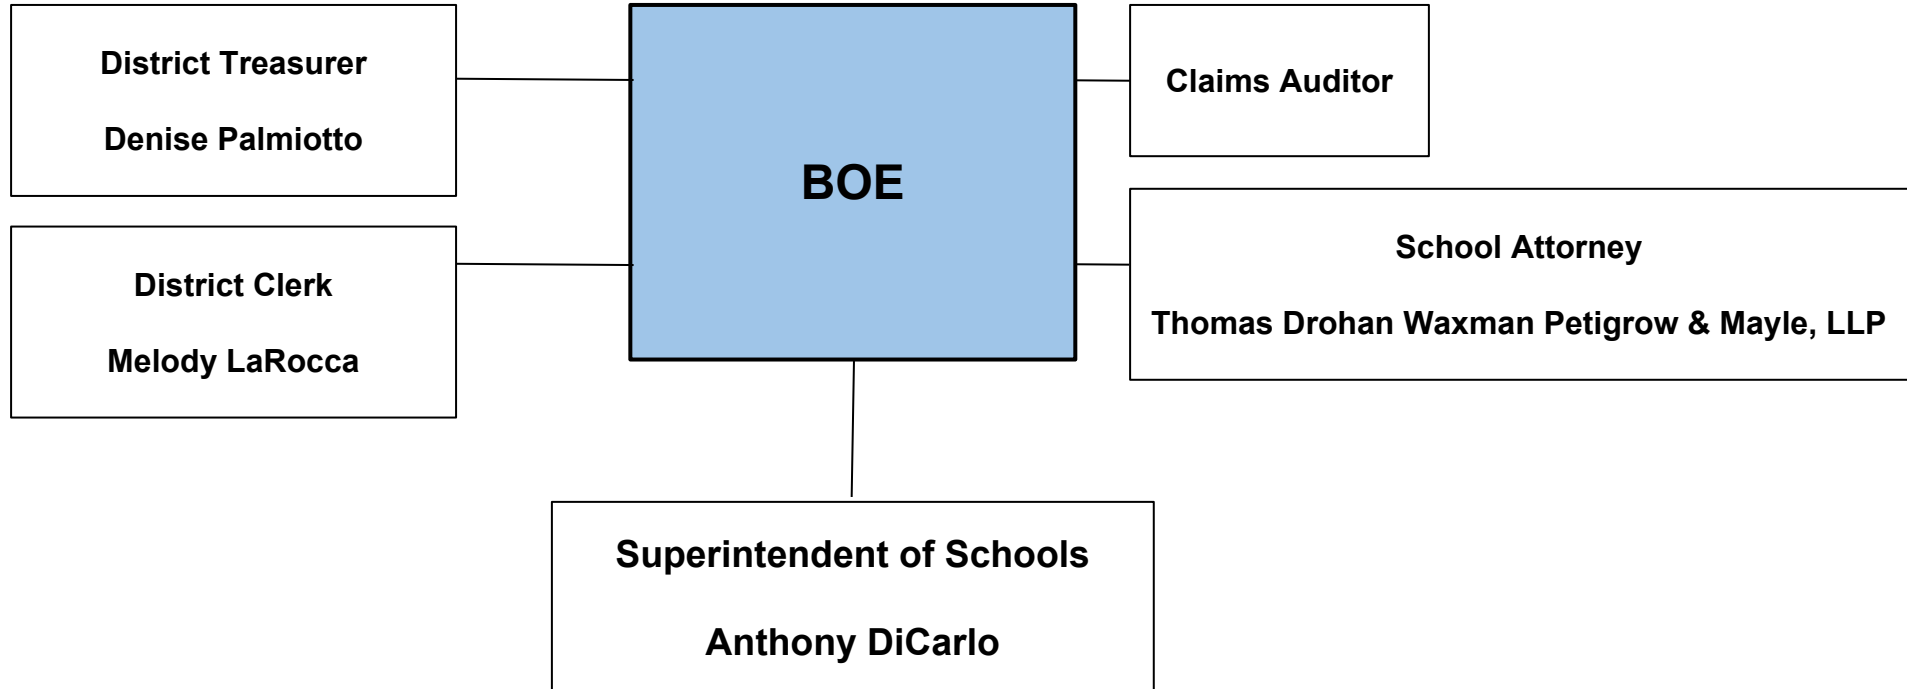 District Treasurer
Denise Palmiotto
BOE
Claims Auditor
District Clerk
Melody LaRocca
School Attorney
Thomas Drohan Waxman Petigrow & Mayle, LLP
Superintendent of Schools
Anthony DiCarlo